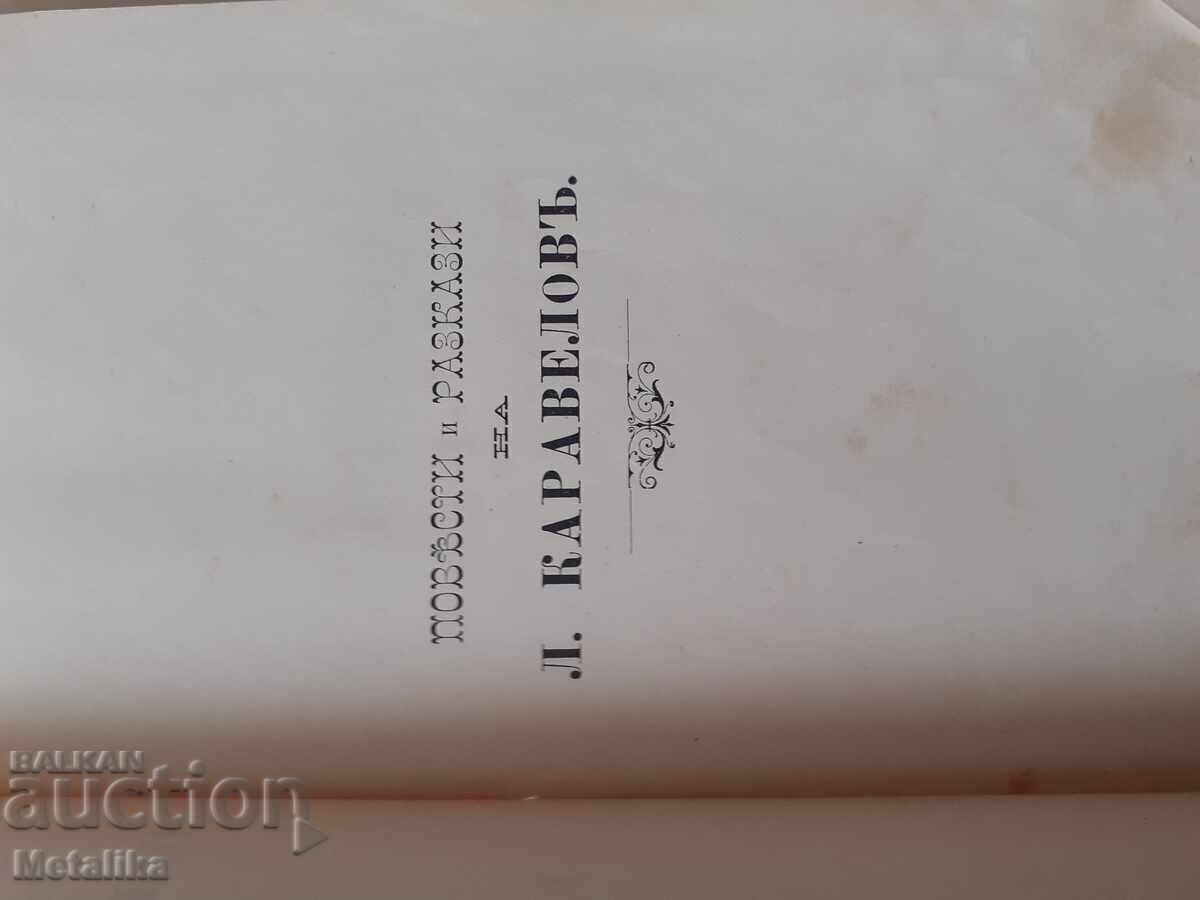 ПОВѢСТИ и РАЗКАЗИ
НА
Л. КАРАВЕЛОВЪ.
BALKAN
auction
Metalika